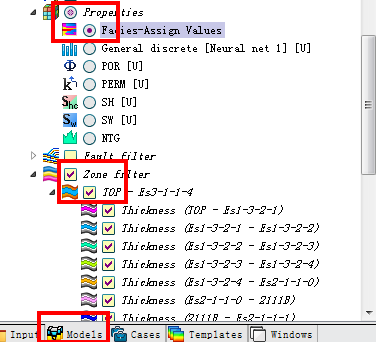 Properties
Facies-Assign Values
General discrete [Neural net 1] [U]
POR [U]
PERM [U]
SH [U]
SW [U]
NTG
Fault filter
Zone filter
TOP - Es3-1-1-4
Thickness (TOP - Es1-3-2-1)
Thickness (Es1-3-2-1 - Es1-3-2-2)
Thickness (Es1-3-2-2 - Es1-3-2-3)
Thickness (Es1-3-2-3 - Es1-3-2-4)
Thickness (Es1-3-2-4 - Es2-1-1-0)
Thickness (Es2-1-1-0 - 2111B)
Thickness (2111B - Es2-1-1-1)
Input Models Cases Templates Windows